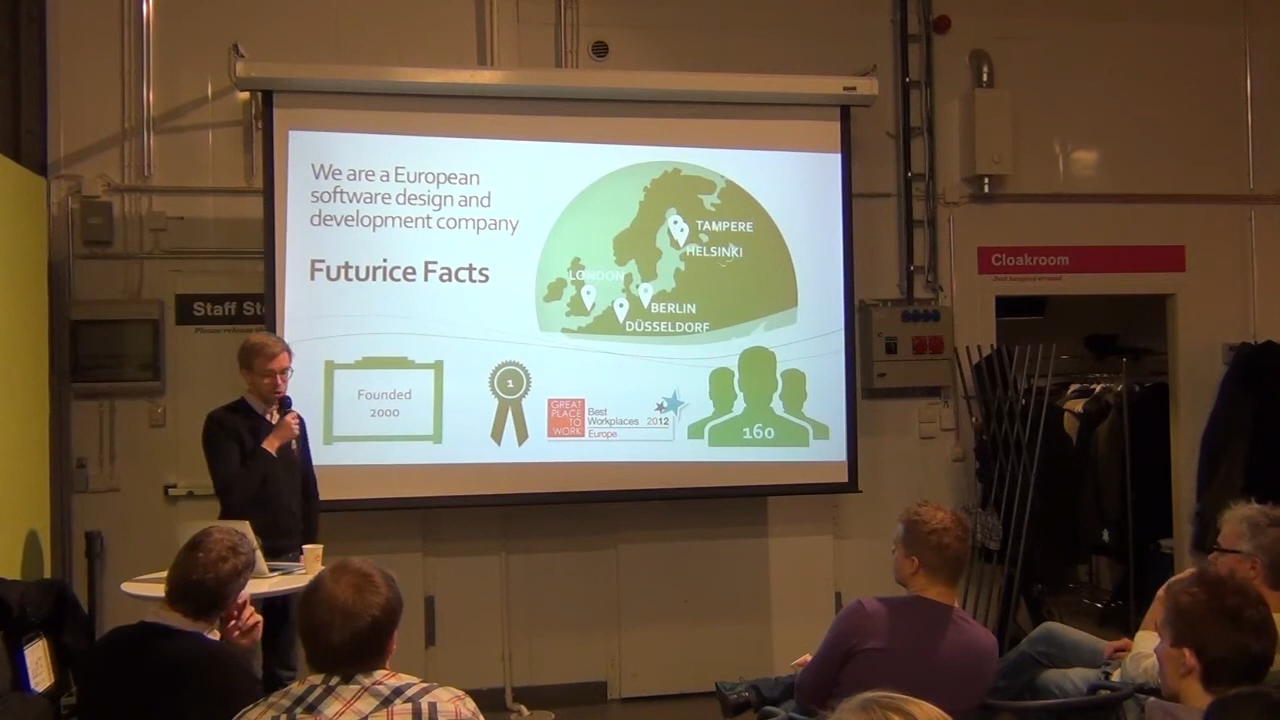 We are a European
software design and
development company
Futurice Facts
TAMPERE
HELSINKI
LONDON
BERLIN
DÜSSELDORF
Founded
2000
1
GREAT
PLACE
TO
WORK
Best
Workplaces 2012
Europe
160
Staff
Cloakroom